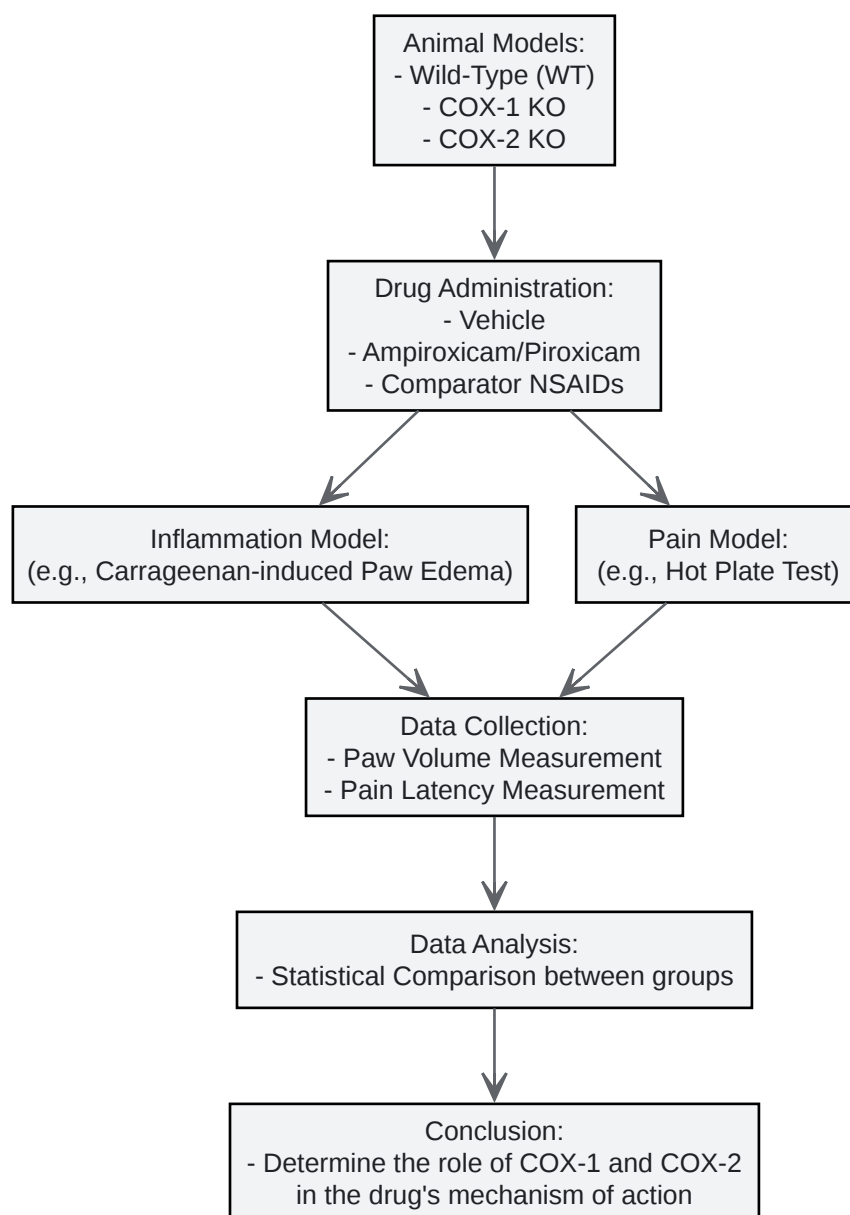 Animal Models:
- Wild-Type (WT)
- COX-1 KO
- COX-2 KO
Drug Administration:
- Vehicle
- Ampiroxicam/Piroxicam
- Comparator NSAIDs
Inflammation Model:
(e.g., Carrageenan-induced Paw Edema)
Pain Model:
(e.g., Hot Plate Test)
Data Collection:
- Paw Volume Measurement
- Pain Latency Measurement
Data Analysis:
- Statistical Comparison between groups
Conclusion:
- Determine the role of COX-1 and COX-2
in the drug's mechanism of action